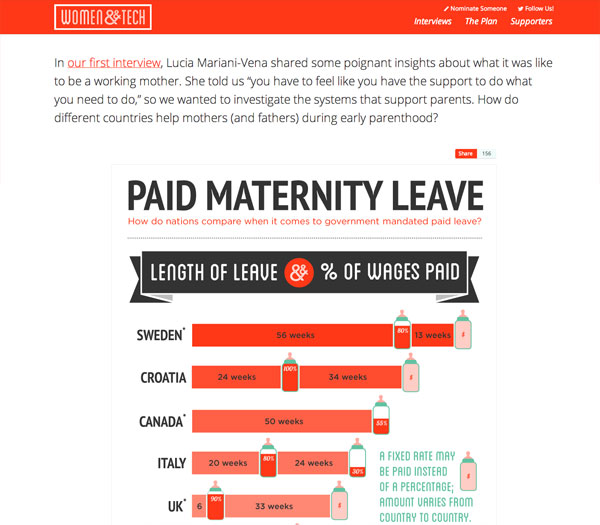 WOMEN&TECH
Nominate Someone Follow Us!
Interviews The Plan Supporters
In our first interview, Lucia Mariani-Vena shared some poignant insights about what it was like
to be a working mother. She told us “you have to feel like you have the support to do what
you need to do,” so we wanted to investigate the systems that support parents. How do
different countries help mothers (and fathers) during early parenthood?
Share 156
PAID MATERNITY LEAVE
How do nations compare when it comes to government mandated paid leave?
LENGTH OF LEAVE & % OF WAGES PAID
SWEDEN* 56 weeks 80% 13 weeks
CROATIA 24 weeks 100% 34 weeks
CANADA* 50 weeks 55%
ITALY 20 weeks 80% 24 weeks 30%
UK* 6 90% 33 weeks
A FIXED RATE MAY
BE PAID INSTEAD
OF A PERCENTAGE;
AMOUNT VARIES FROM
COUNTRY TO COUNTRY.